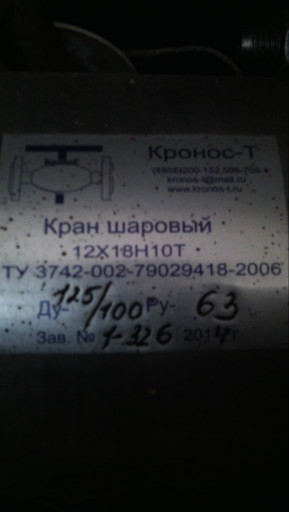 Кронос-Т
kronos-t@mail.ru
www.kronos-t.ru
Кран шаровый
12Х18Н10Т
ТУ 3742-002-79029418-2006
Ду-125/100 Ру- 63
Зав. № 1-326 2014г